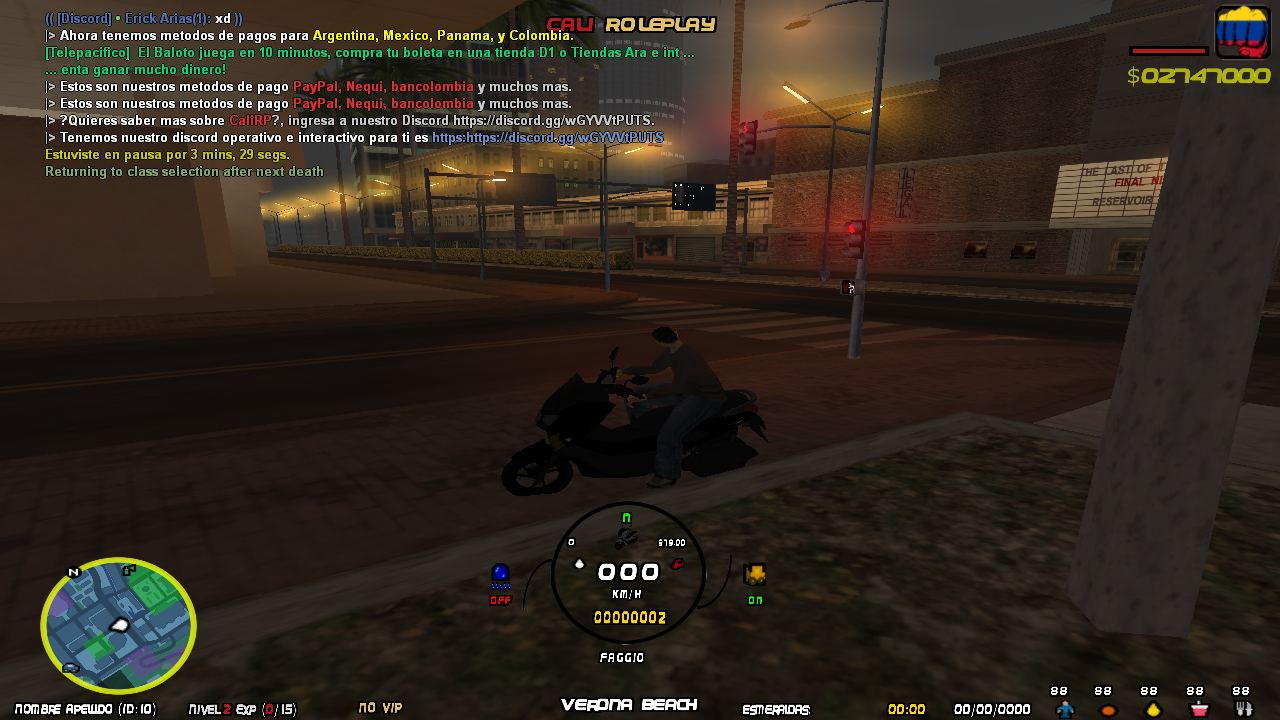 (( [Discord] • Erick Arias(1): xd ))
|> Ahora tenemos metodos de pagos para Argentina, Mexico, Panama, y Colombia.
[Telepacífico] El Baloto juega en 10 minutos, compra tu boleta en una tienda D1 o Tiendas Ara e int ...
... enta ganar mucho dinero!
|> Estos son nuestros metodos de pago PayPal, Nequi, bancolombia y muchos mas.
|> Estos son nuestros metodos de pago PayPal, Nequi, bancolombia y muchos mas.
|> ?Quieres saber mas sobre CaliRP?, ingresa a nuestro Discord https://discord.gg/wGYVVtPUTS.
|> Tenemos nuestro discord operativo e interactivo para ti es https:https://discord.gg/wGYVVtPUTS
Estuviste en pausa por 3 mins, 29 segs.
Returning to class selection after next death
CALI ROLEPLAY
$02747000
THE LAST OF
FINAL NI
RESERVOIR
N
0
000
KM/H
00000002
OFF
ON
FAGGIO
N
NOMBRE APELLIDO (ID:10)
NIVEL 2 EXP (0/15)
NO VIP
VERONA BEACH
ESMERALDAS:
00:00
00/00/0000
88 88 88 88 88